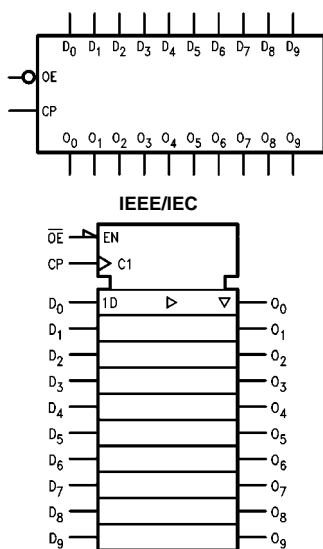 D₀ D₁ D₂ D₃ D₄ D₅ D₆ D₇ D₈ D₉
OE
CP
O₀ O₁ O₂ O₃ O₄ O₅ O₆ O₇ O₈ O₉
IEEE/IEC
O̅E̅ EN
CP C1
D₀ 1D O₀
D₁ O₁
D₂ O₂
D₃ O₃
D₄ O₄
D₅ O₅
D₆ O₆
D₇ O₇
D₈ O₈
D₉ O₉